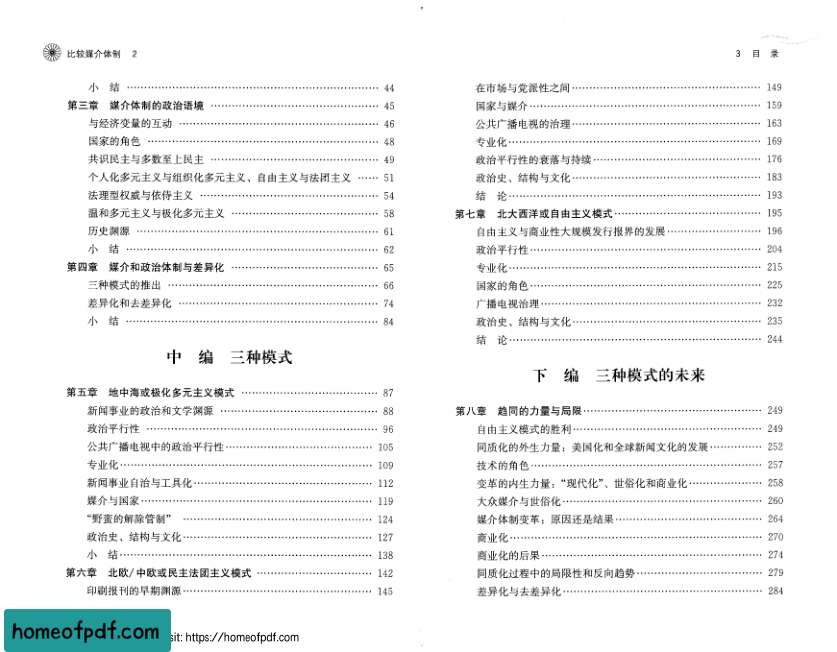 比较媒介体制 2
小 结 44
第三章 媒介体制的政治语境 45
与经济变量的互动 46
国家的角色 48
共识民主与多数至上民主 49
个人化多元主义与组织化多元主义、自由主义与法团主义 51
法理型权威与依侍主义 54
温和多元主义与极化多元主义 58
历史渊源 61
小 结 62
第四章 媒介和政治体制与差异化 65
三种模式的推出 66
差异化和去差异化 74
小 结 84
中 编 三种模式
第五章 地中海或极化多元主义模式 87
新闻事业的政治和文学渊源 88
政治平行性 96
公共广播电视中的政治平行性 105
专业化 109
新闻事业自治与工具化 112
媒介与国家 119
“野蛮的解除管制” 124
政治史、结构与文化 127
小 结 138
第六章 北欧/中欧或民主法团主义模式 142
印刷报刊的早期渊源 145
3 目 录
在市场与党派性之间 149
国家与媒介 159
公共广播电视的治理 163
专业化 169
政治平行性的衰落与持续 176
政治史、结构与文化 183
结 论 193
第七章 北大西洋或自由主义模式 195
自由主义与商业性大规模发行报界的发展 196
政治平行性 204
专业化 215
国家的角色 225
广播电视治理 232
政治史、结构与文化 235
结 论 244
下 编 三种模式的未来
第八章 趋同的力量与局限 249
自由主义模式的胜利 249
同质化的外生力量：美国化和全球新闻文化的发展 252
技术的角色 257
变革的内生力量：“现代化”、世俗化和商业化 258
大众媒介与世俗化 260
媒介体制变革：原因还是结果 264
商业化 270
商业化的后果 274
同质化过程中的局限性和反向趋势 279
差异化与去差异化 284
homeofpdf.com
sit: https://homeofpdf.com